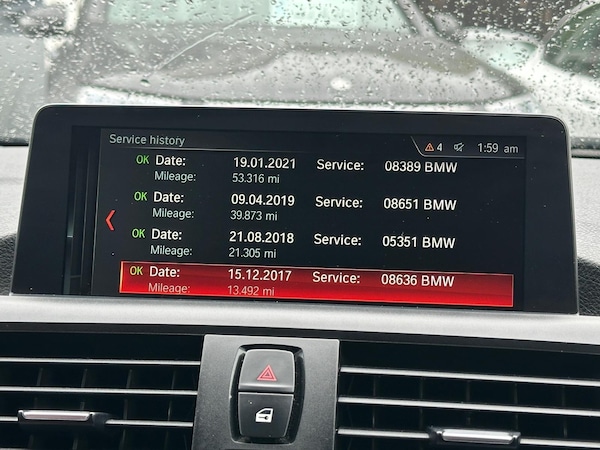 Service history 4 1:59 am
OK Date: 19.01.2021 Service: 08389 BMW
Mileage: 53.316 mi
OK Date: 09.04.2019 Service: 08651 BMW
Mileage: 39.873 mi
OK Date: 21.08.2018 Service: 05351 BMW
Mileage: 21.305 mi
OK Date: 15.12.2017 Service: 08636 BMW
Mileage: 13.492 mi